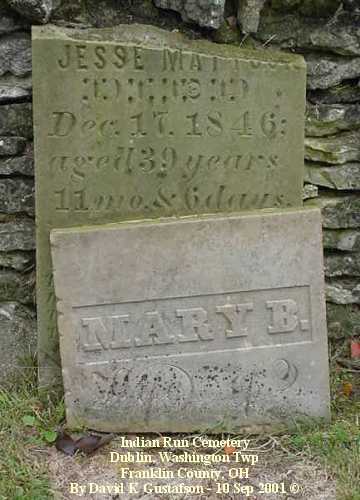 JESSE
DIED
Dec. 17. 1846;
aged 39 years
11 mo. & 6 days.
MARY B.
Indian Run Cemetery
Dublin, Washington Twp
Franklin County, OH
By David K Gustafson - 10 Sep 2001 ©